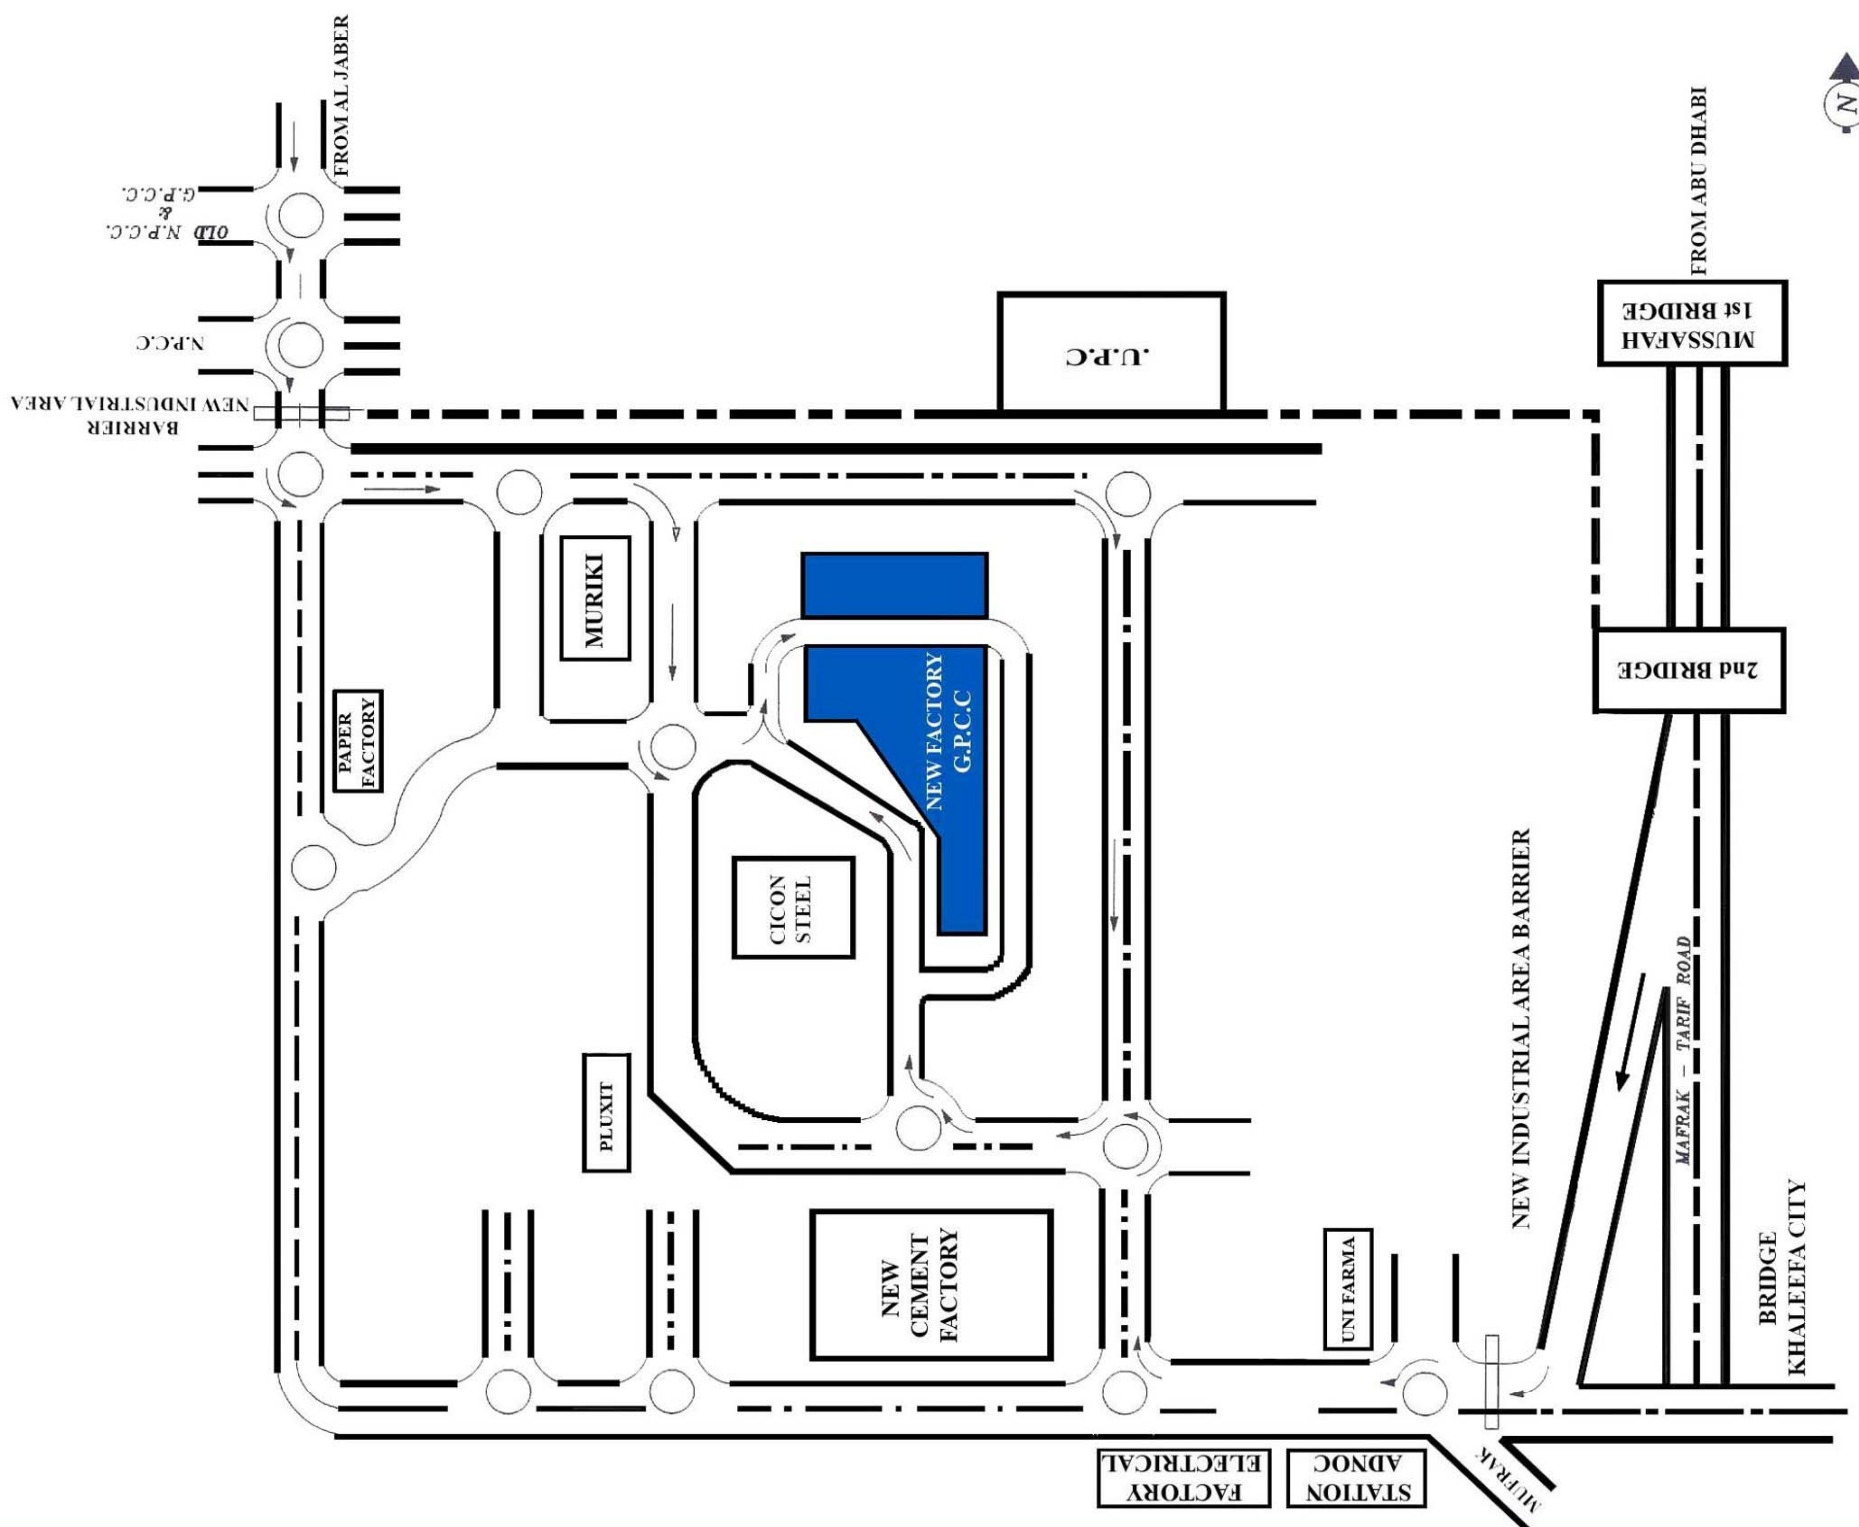 FROM AL JABER
G.P.C.C.
&
OLD N.P.C.C.
N.P.C.C
NEW INDUSTRIAL AREA
BARRIER
FROM ABU DHABI
N
MUSSAFAH
1st BRIDGE
.U.P.C
2nd BRIDGE
MURIKI
PAPER
FACTORY
NEW FACTORY
G.P.C.C
CICON
STEEL
PLUXIT
NEW
CEMENT
FACTORY
UNI FARMA
NEW INDUSTRIAL AREA BARRIER
MAFRAK - TARIF ROAD
BRIDGE
KHALEEFA CITY
FACTORY
ELECTRICAL
STATION
ADNOC
MUFRAK